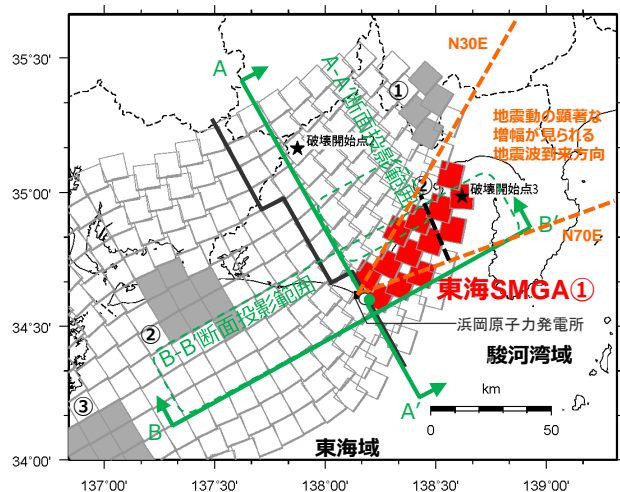 35°30'
35°00'
34°30'
34°00'
137°00'
137°30'
138°00'
138°30'
139°00'
N30E
A
A-A'断面投影範囲
①
地震動の顕著な
増幅が見られる
地震波到来方向
破壊開始点2
破壊開始点3
B'
N70E
東海SMGA①
浜岡原子力発電所
②
B-B'断面投影範囲
駿河湾域
③
km
A'
B
0
50
東海域